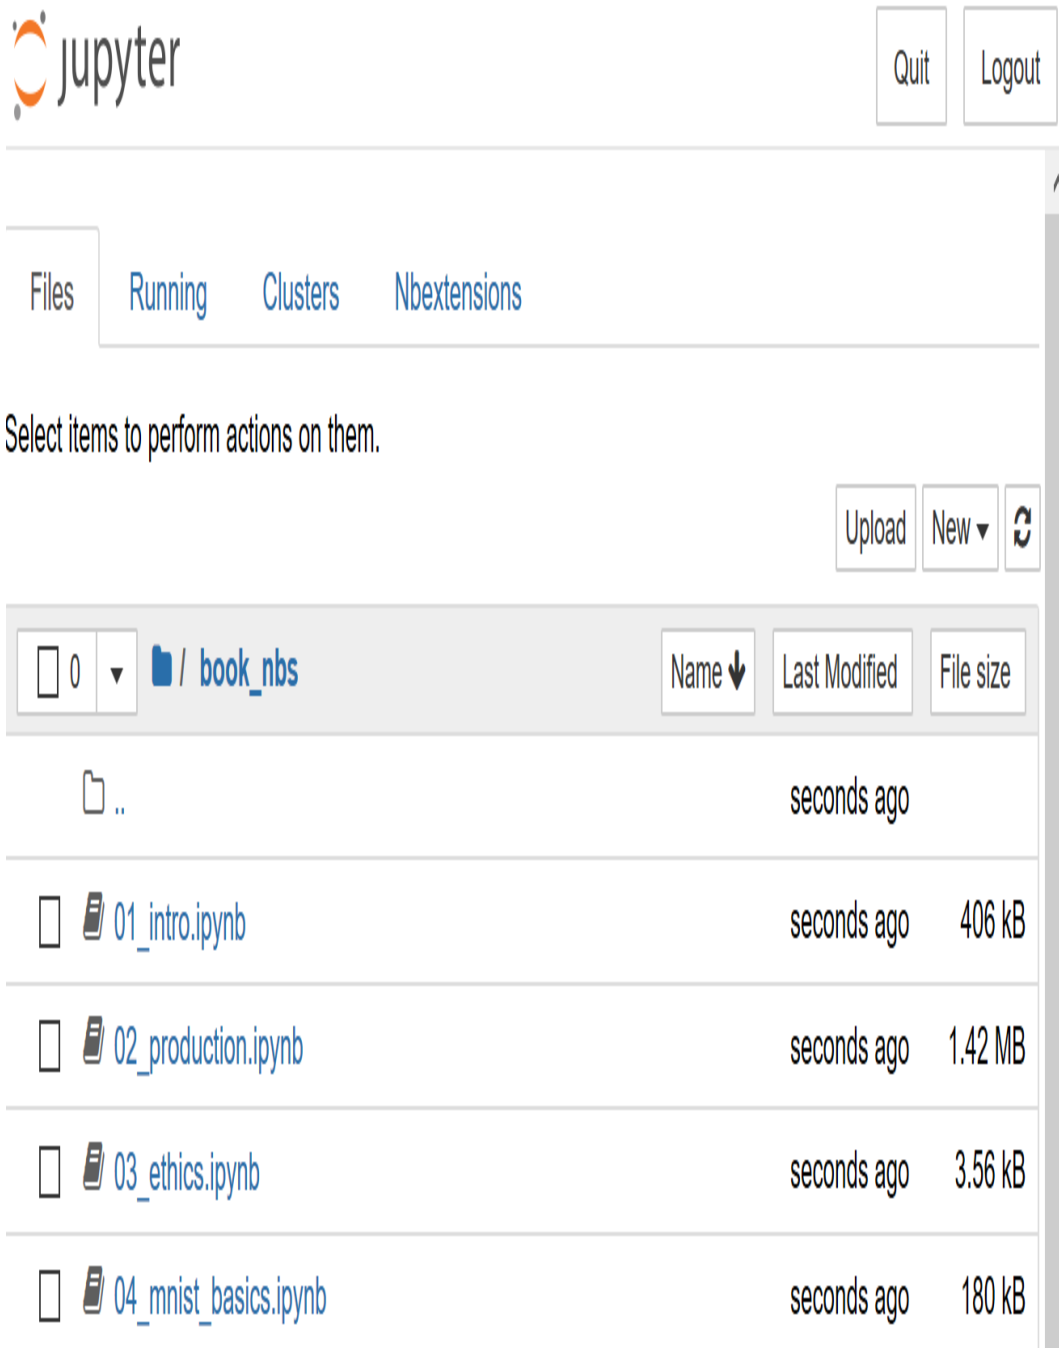 jupyter Quit Logout
Files Running Clusters Nbextensions
Select items to perform actions on them.
Upload New
0 / book_nbs Name Last Modified File size
.. seconds ago
01_intro.ipynb seconds ago 406 kB
02_production.ipynb seconds ago 1.42 MB
03_ethics.ipynb seconds ago 3.56 kB
04_mnist_basics.ipynb seconds ago 180 kB